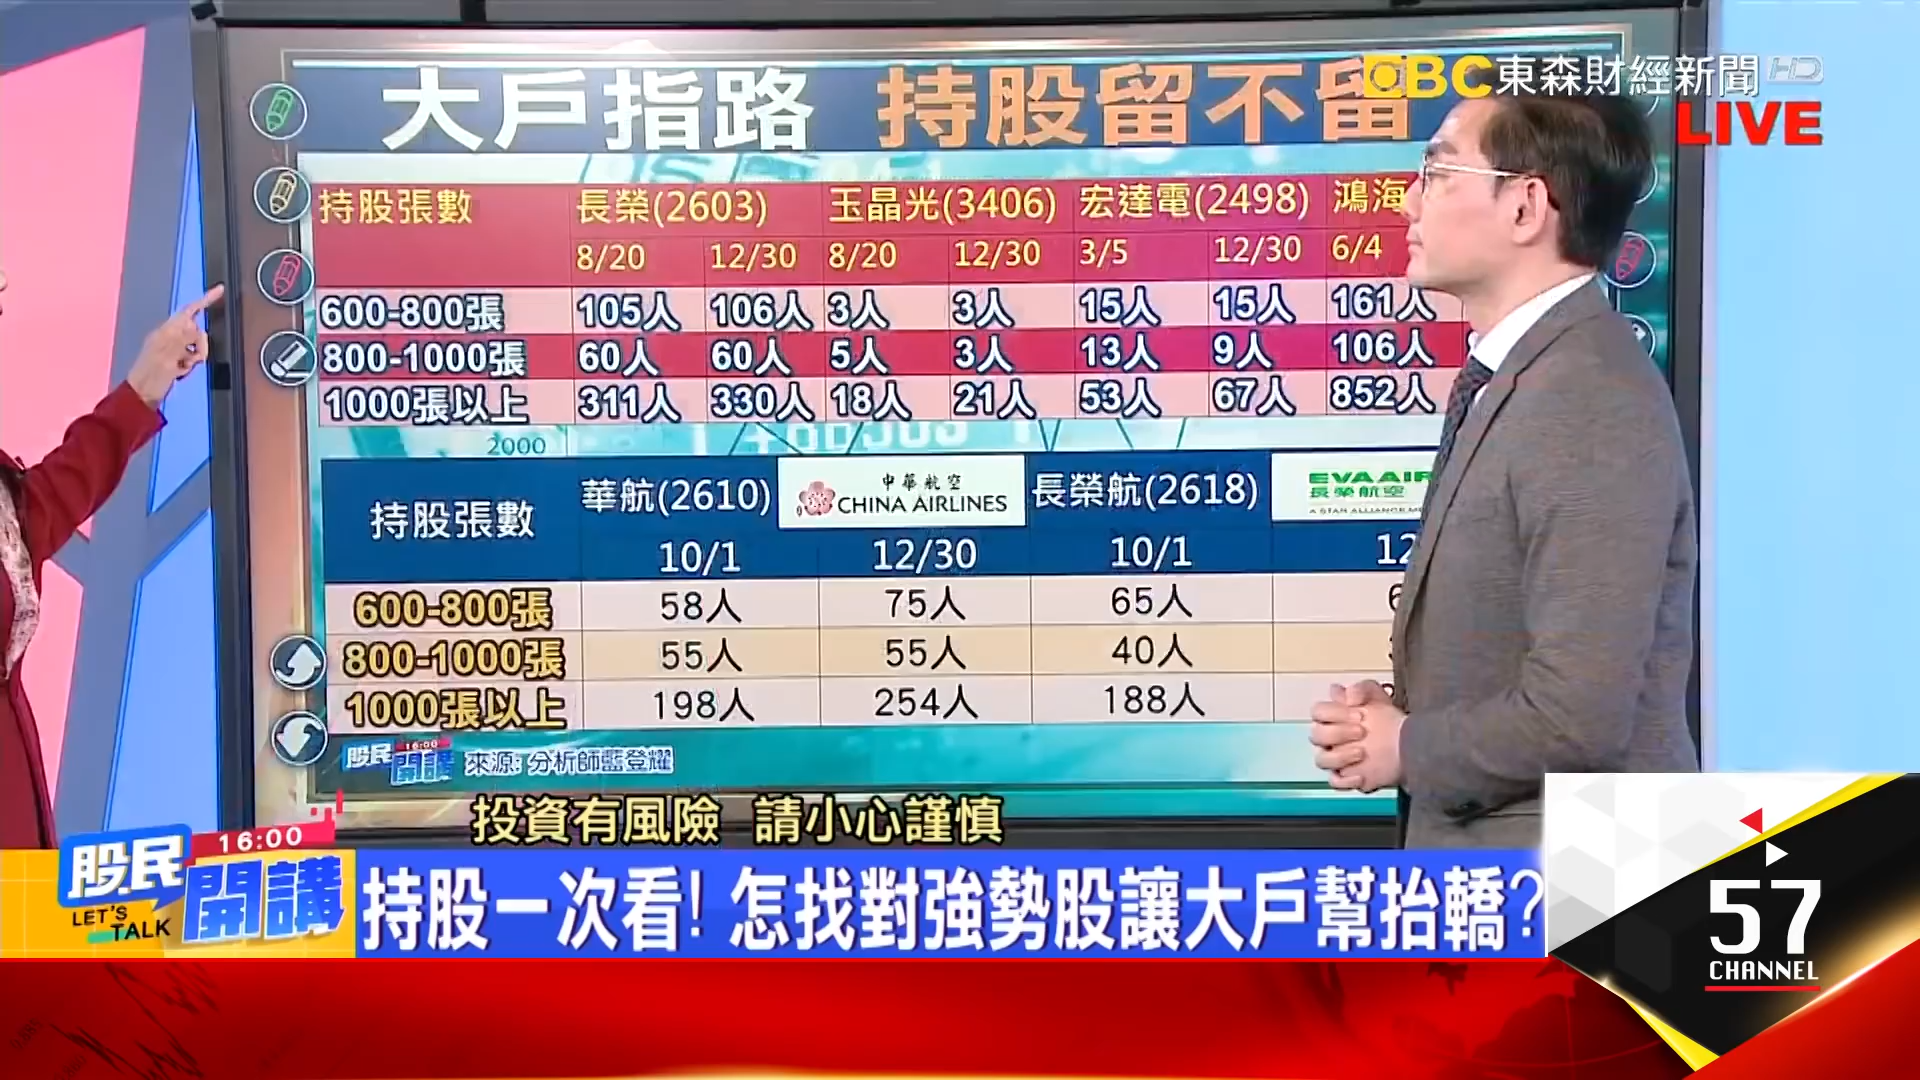 大戶指路 持股留不留
EBC東森財經新聞 HD
LIVE
持股張數 長榮(2603) 玉晶光(3406) 宏達電(2498) 鴻海
8/20 12/30 8/20 12/30 3/5 12/30 6/4
600-800張 105人 106人 3人 3人 15人 15人 161人
800-1000張 60人 60人 5人 3人 13人 9人 106人
1000張以上 311人 330人 18人 21人 53人 67人 852人
2000
持股張數 華航(2610) 中華航空 CHINA AIRLINES 長榮航(2618) EVA AIR 長榮航空
10/1 12/30 10/1 12
600-800張 58人 75人 65人 6
800-1000張 55人 55人 40人
1000張以上 198人 254人 188人
股民 16:00 開講 來源: 分析師藍登耀
投資有風險 請小心謹慎
股民 16:00 開講 LET'S TALK
持股一次看! 怎找對強勢股讓大戶幫抬轎?
57
CHANNEL